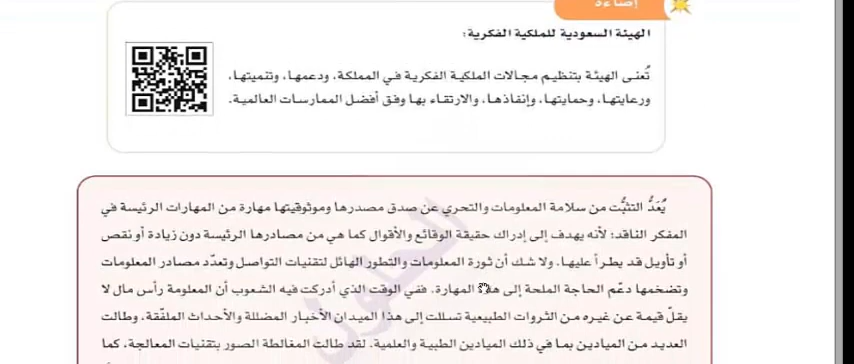 إضاءة
الهيئة السعودية للملكية الفكرية:
تُعنى الهيئة بتنظيم مجالات الملكية الفكرية في المملكة، ودعمها، وتنميتها،
ورعايتها، وحمايتها، وإنفاذها، والارتقاء بها وفق أفضل الممارسات العالمية.
يُعَدُّ التثبُّت من سلامة المعلومات والتحري عن صدق مصدرها وموثوقيتها مهارة من المهارات الرئيسة في
المفكر الناقد؛ لأنه يهدف إلى إدراك حقيقة الوقائع والأقوال كما هي من مصادرها الرئيسة دون زيادة أو نقص
أو تأويل قد يطرأ عليها. ولا شك أن ثورة المعلومات والتطور الهائل لتقنيات التواصل وتعدّد مصادر المعلومات
وتضخمها دعّم الحاجة الملحة إلى هذه المهارة. ففي الوقت الذي أدركت فيه الشعوب أن المعلومة رأس مال لا
يقلّ قيمة عن غيره من الثروات الطبيعية تسللت إلى هذا الميدان الأخبار المضللة والأحداث الملفّقة، وطالت
العديد من الميادين بما في ذلك الميادين الطبية والعلمية. لقد طالت المغالطة الصور بتقنيات المعالجة، كما
الحلول